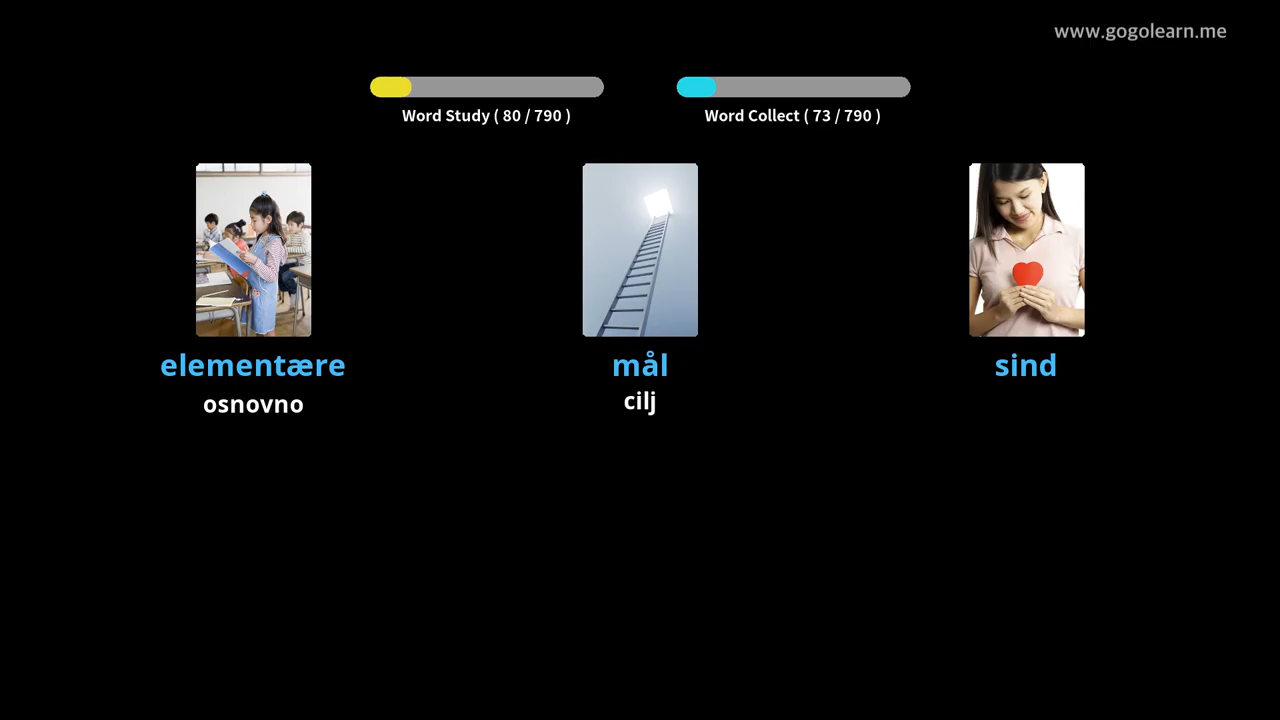 www.gogolearn.me
Word Study ( 80 / 790 )
Word Collect ( 73 / 790 )
elementære
mål
sind
osnovno
cilj